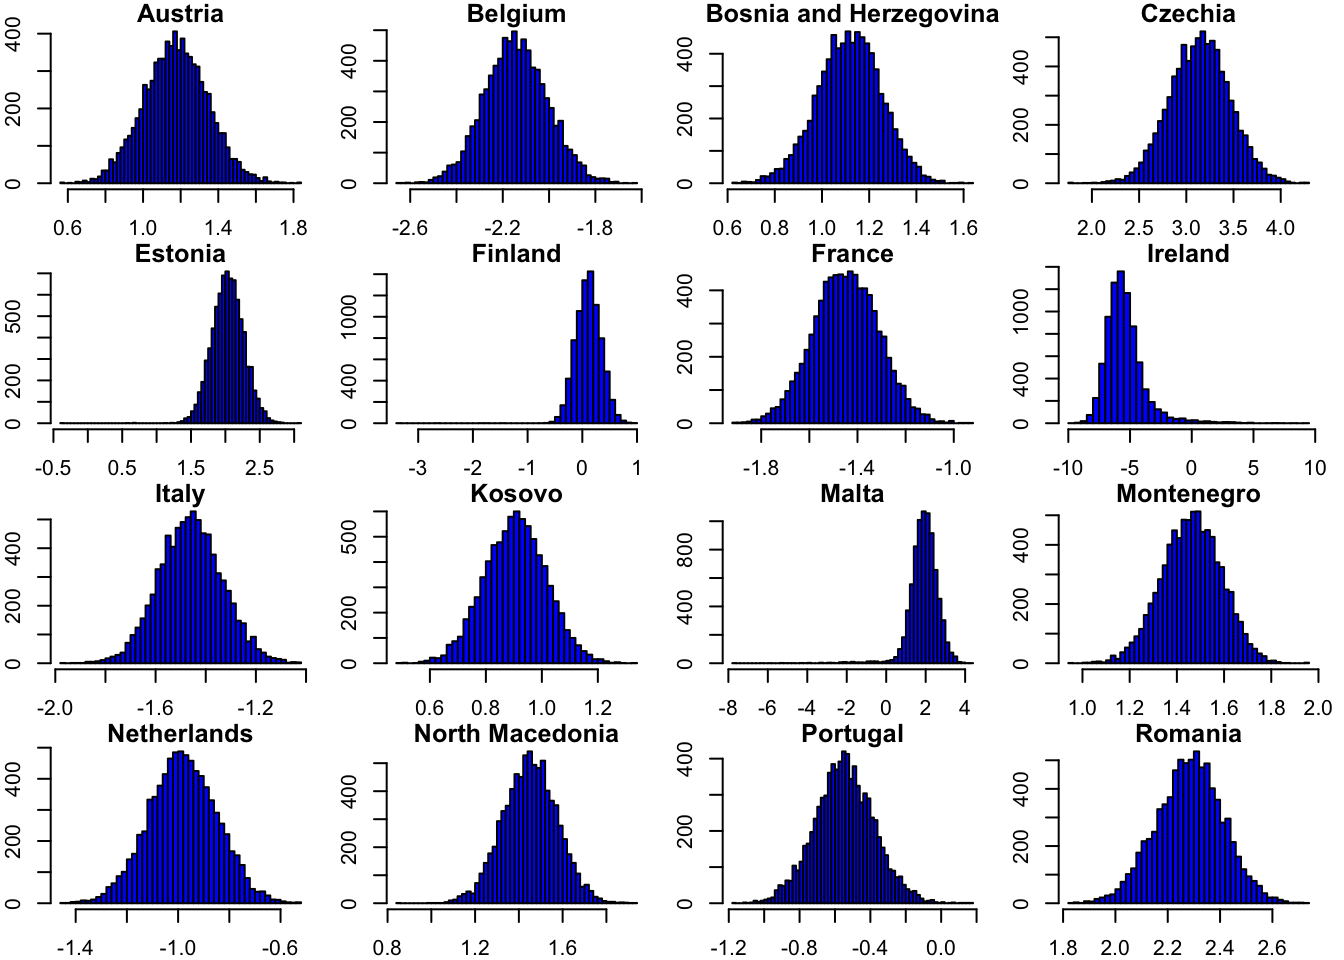 Austria
0 200 400
0.6 1.0 1.4 1.8
Belgium
0 200 400
-2.6 -2.2 -1.8
Bosnia and Herzegovina
0 200 400
0.6 0.8 1.0 1.2 1.4 1.6
Czechia
0 200 400
2.0 2.5 3.0 3.5 4.0
Estonia
0 200 500
-0.5 0.5 1.5 2.5
Finland
0 400 1000
-3 -2 -1 0 1
France
0 200 400
-1.8 -1.4 -1.0
Ireland
0 400 1000
-10 -5 0 5 10
Italy
0 200 400
-2.0 -1.6 -1.2
Kosovo
0 200 500
0.6 0.8 1.0 1.2
Malta
0 400 800
-8 -6 -4 -2 0 2 4
Montenegro
0 200 400
1.0 1.2 1.4 1.6 1.8 2.0
Netherlands
0 200 400
-1.4 -1.0 -0.6
North Macedonia
0 200 400
0.8 1.2 1.6
Portugal
0 200 400
-1.2 -0.8 -0.4 0.0
Romania
0 200 400
1.8 2.0 2.2 2.4 2.6